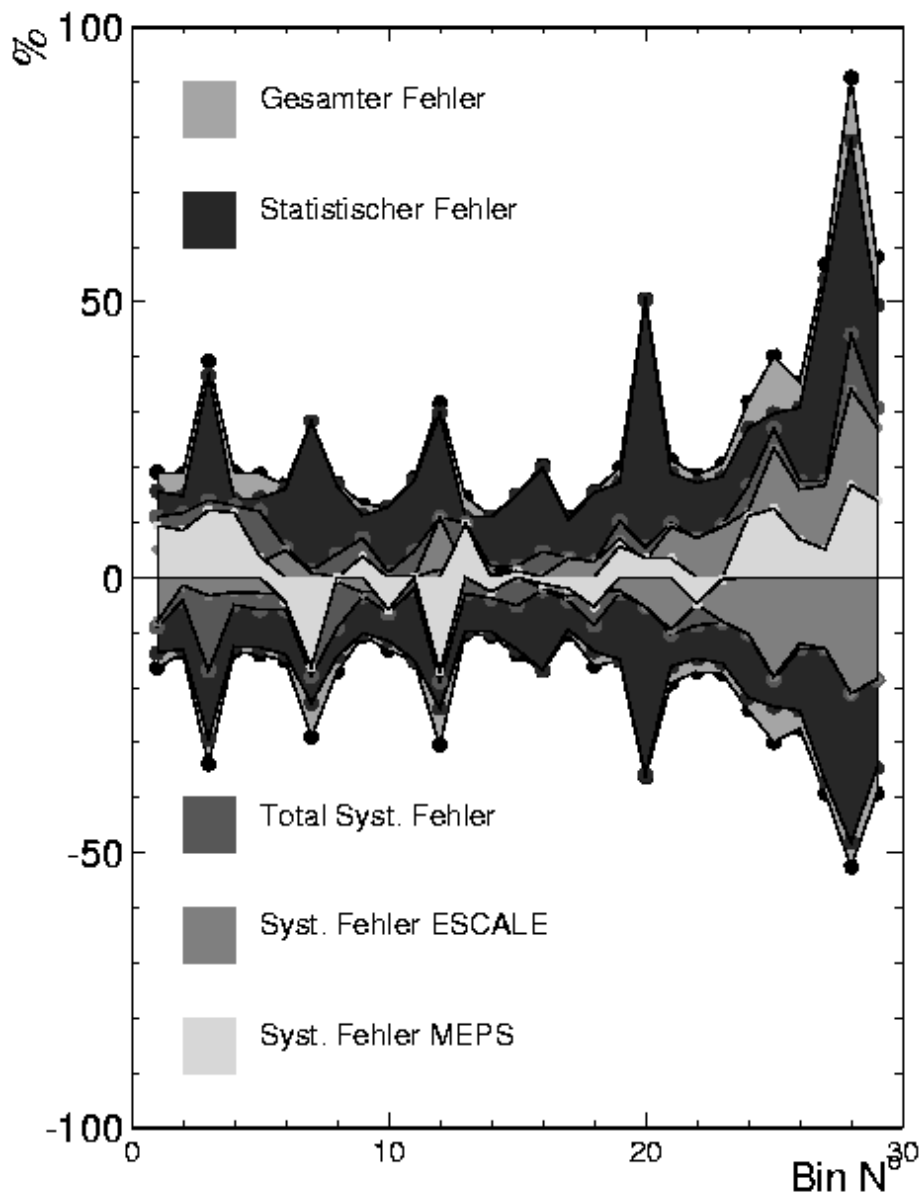 %
100
Gesamter Fehler
Statistischer Fehler
50
0
-50
Total Syst. Fehler
Syst. Fehler ESCALE
Syst. Fehler MEPS
-100
0 10 20 30
Bin N°